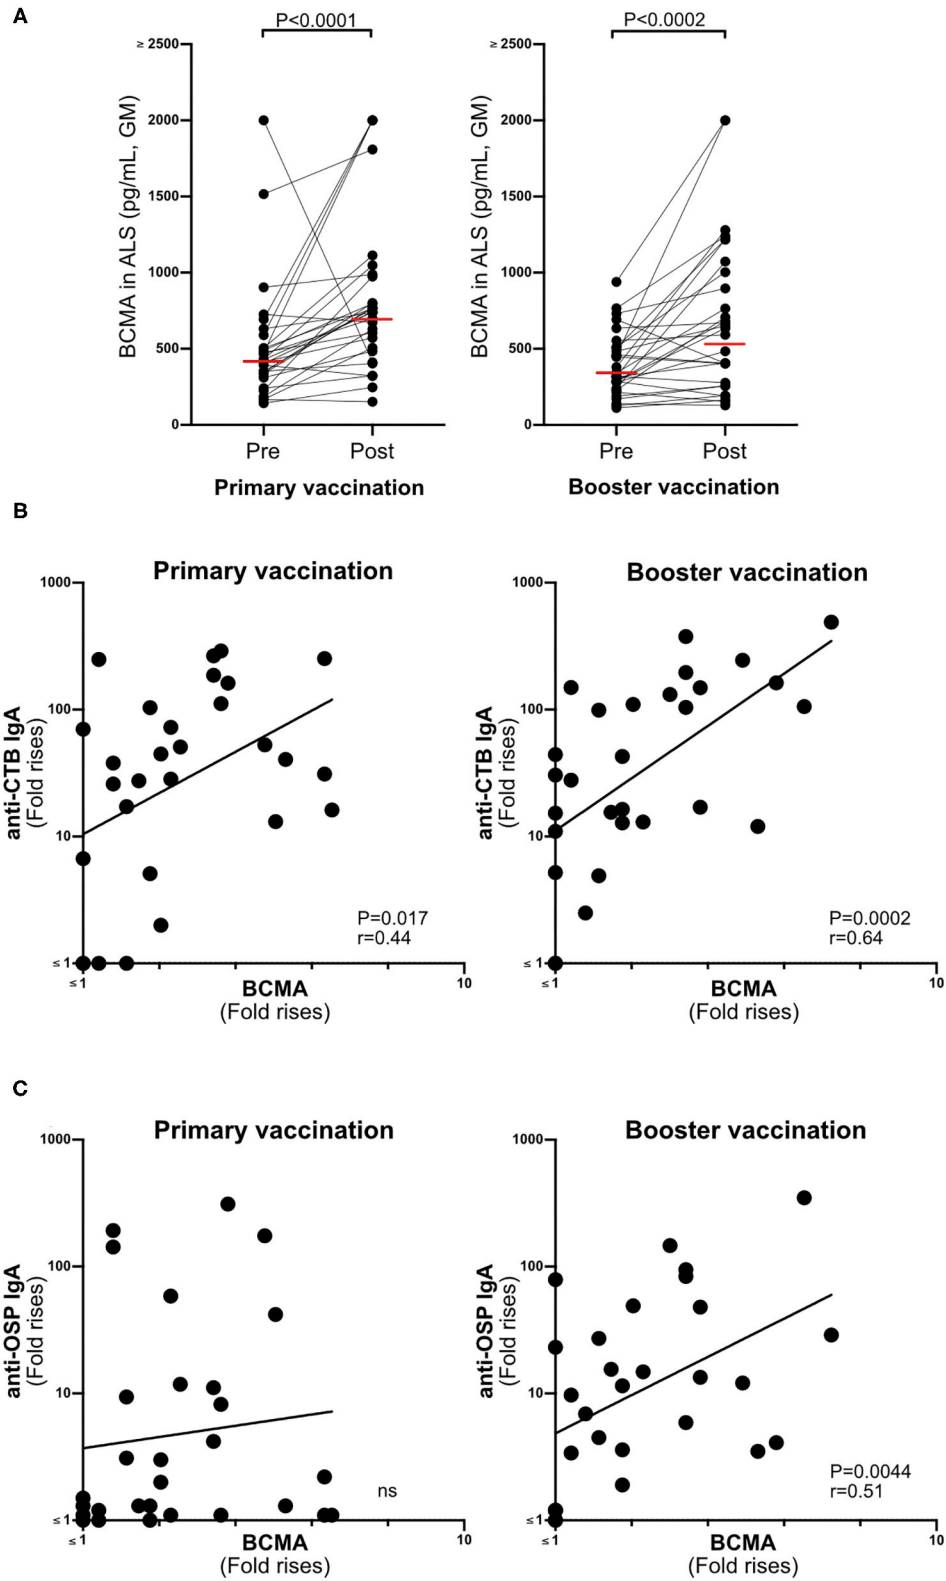 A
P<0.0001
P<0.0002
BCMA in ALS (pg/mL, GM)
≥ 2500
2000
1500
1000
500
0
Pre
Post
Primary vaccination
BCMA in ALS (pg/mL, GM)
≥ 2500
2000
1500
1000
500
0
Pre
Post
Booster vaccination
B
Primary vaccination
anti-CTB IgA
(Fold rises)
1000
100
10
≤ 1
P=0.017
r=0.44
≤ 1
10
BCMA
(Fold rises)
Booster vaccination
anti-CTB IgA
(Fold rises)
1000
100
10
≤ 1
P=0.0002
r=0.64
≤ 1
10
BCMA
(Fold rises)
C
Primary vaccination
anti-OSP IgA
(Fold rises)
1000
100
10
≤ 1
ns
≤ 1
10
BCMA
(Fold rises)
Booster vaccination
anti-OSP IgA
(Fold rises)
1000
100
10
≤ 1
P=0.0044
r=0.51
≤ 1
10
BCMA
(Fold rises)